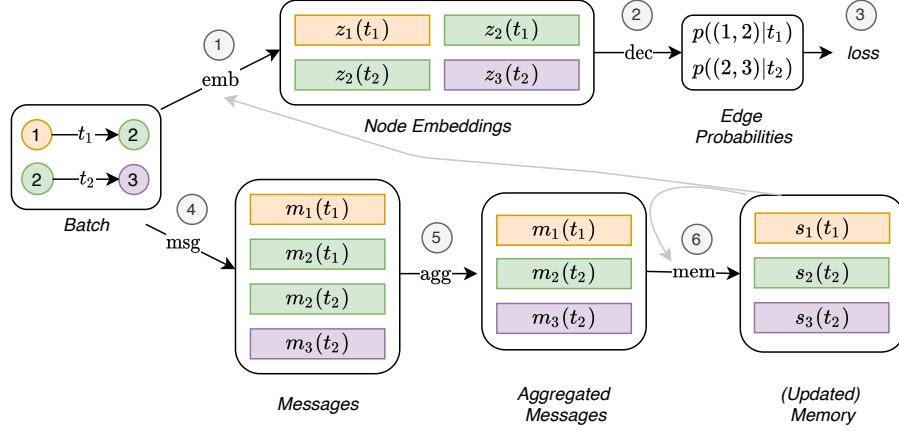 1
emb
z₁(t₁)
z₂(t₁)
z₂(t₂)
z₃(t₂)
Node Embeddings
2
dec
p((1, 2)|t₁)
p((2, 3)|t₂)
Edge
Probabilities
3
loss
1 t₁ 2
2 t₂ 3
Batch
4
msg
m₁(t₁)
m₂(t₁)
m₂(t₂)
m₃(t₂)
Messages
5
agg
m₁(t₁)
m₂(t₂)
m₃(t₂)
Aggregated
Messages
6
mem
s₁(t₁)
s₂(t₂)
s₃(t₂)
(Updated)
Memory